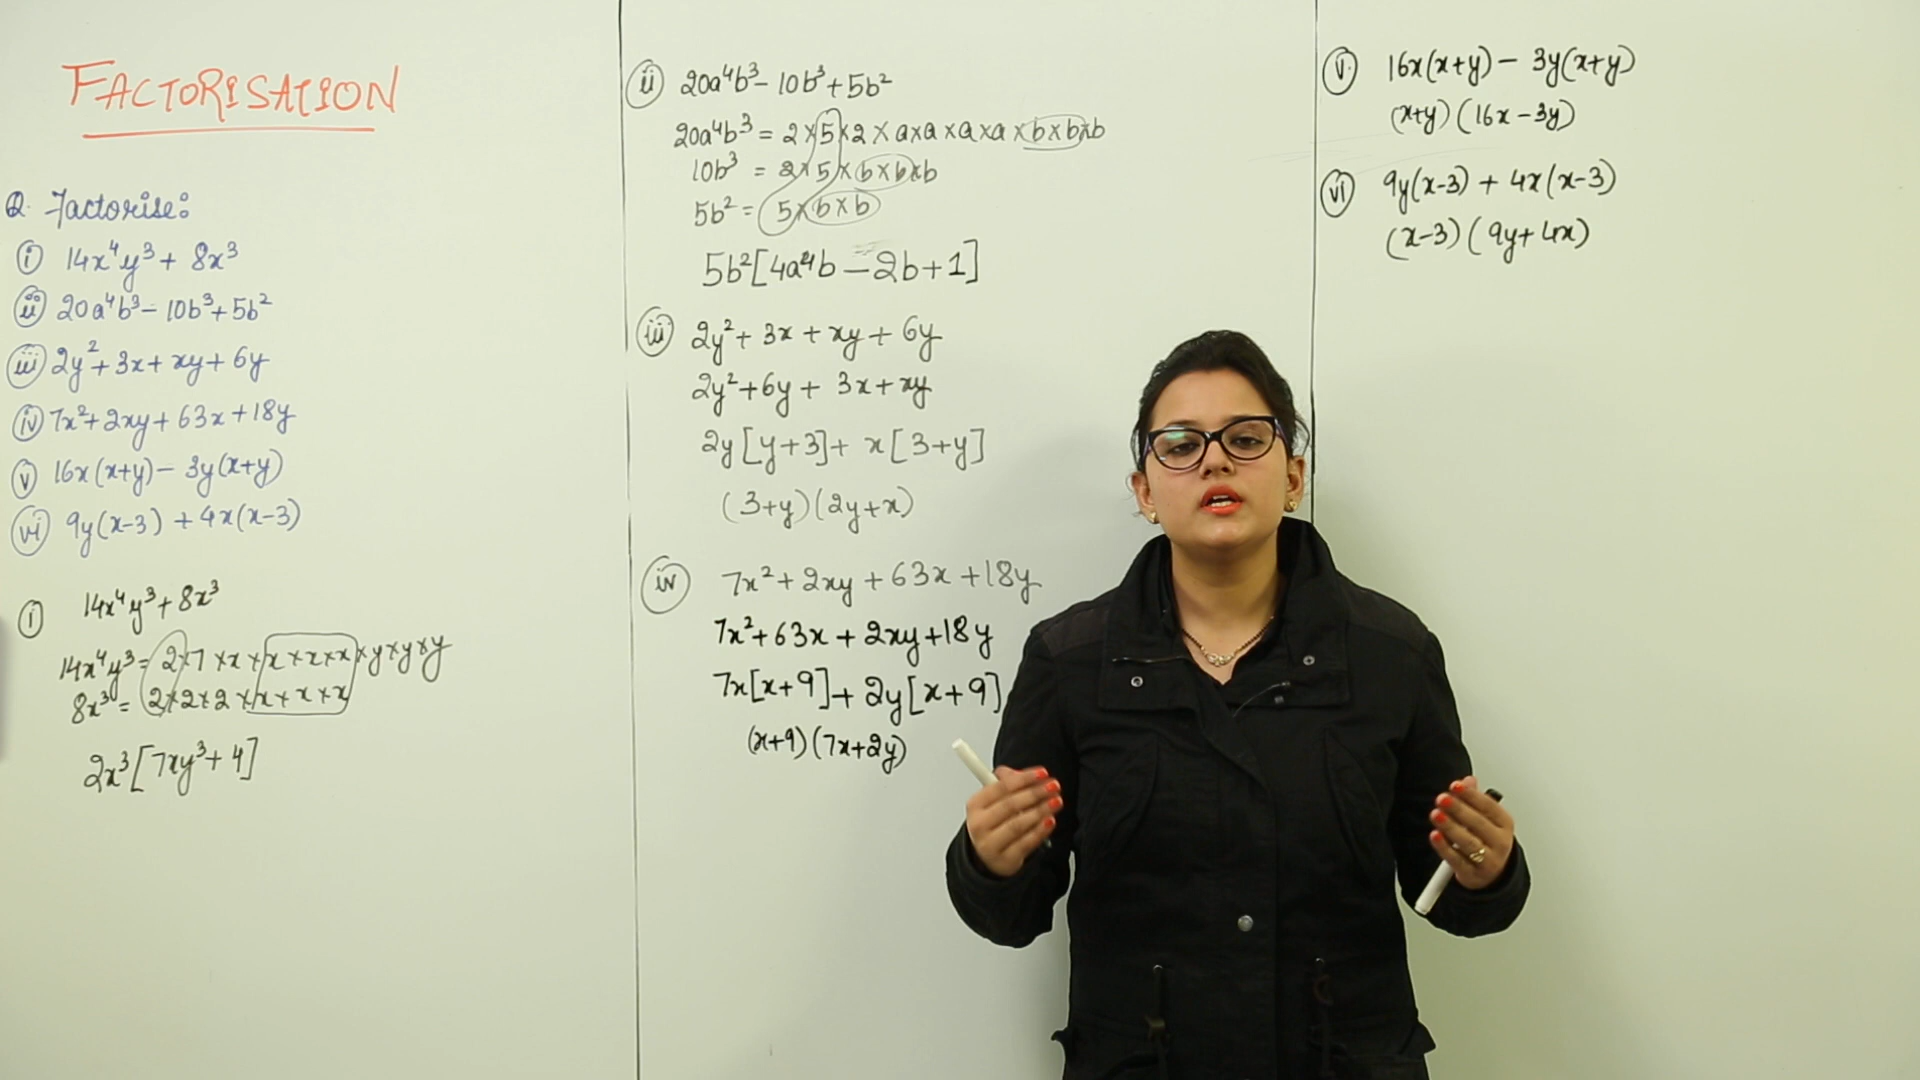 FACTORISATION
Q. Factorise:
(i) 14x⁴y³ + 8x³
(ii) 20a⁴b³ - 10b³ + 5b²
(iii) 2y² + 3x + xy + 6y
(iv) 7x² + 2xy + 63x + 18y
(v) 16x(x+y) - 3y(x+y)
(vi) 9y(x-3) + 4x(x-3)
(i) 14x⁴y³ + 8x³
14x⁴y³ = 2×7×x×x×x×x×y×y×y
8x³ = 2×2×2×x×x×x
2x³[7xy³ + 4]
(ii) 20a⁴b³ - 10b³ + 5b²
20a⁴b³ = 2×5×2×a×a×a×a×b×b×b
10b³ = 2×5×b×b×b
5b² = 5×b×b
5b²[4a⁴b - 2b + 1]
(iii) 2y² + 3x + xy + 6y
2y² + 6y + 3x + xy
2y[y+3] + x[3+y]
(3+y)(2y+x)
(iv) 7x² + 2xy + 63x + 18y
7x² + 63x + 2xy + 18y
7x[x+9] + 2y[x+9]
(x+9)(7x+2y)
(v) 16x(x+y) - 3y(x+y)
(x+y)(16x - 3y)
(vi) 9y(x-3) + 4x(x-3)
(x-3)(9y + 4x)